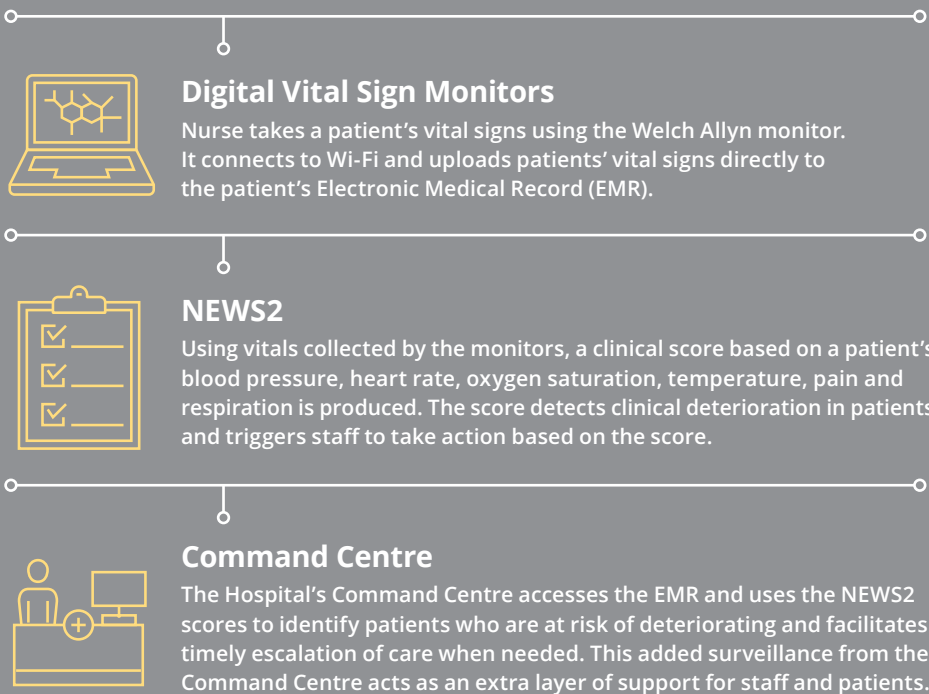 Digital Vital Sign Monitors
Nurse takes a patient’s vital signs using the Welch Allyn monitor.
It connects to Wi-Fi and uploads patients’ vital signs directly to
the patient’s Electronic Medical Record (EMR).
NEWS2
Using vitals collected by the monitors, a clinical score based on a patient’s
blood pressure, heart rate, oxygen saturation, temperature, pain and
respiration is produced. The score detects clinical deterioration in patients
and triggers staff to take action based on the score.
Command Centre
The Hospital’s Command Centre accesses the EMR and uses the NEWS2
scores to identify patients who are at risk of deteriorating and facilitates
timely escalation of care when needed. This added surveillance from the
Command Centre acts as an extra layer of support for staff and patients.